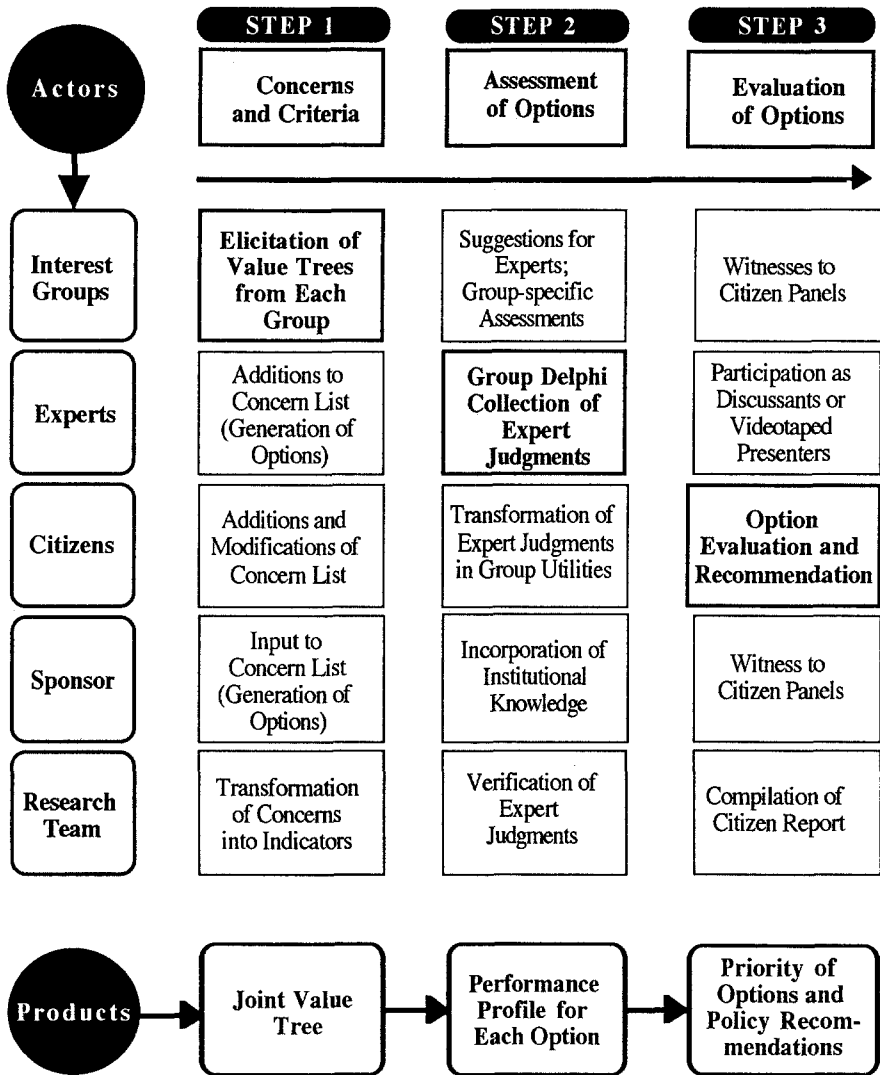 STEP 1
STEP 2
STEP 3
Actors
Concerns
and Criteria
Assessment
of Options
Evaluation
of Options
Interest
Groups
Elicitation of
Value Trees
from Each
Group
Suggestions for
Experts;
Group-specific
Assessments
Witnesses to
Citizen Panels
Experts
Additions to
Concern List
(Generation of
Options)
Group Delphi
Collection of
Expert
Judgments
Participation as
Discussants or
Videotaped
Presenters
Citizens
Additions and
Modifications of
Concern List
Transformation of
Expert Judgments
in Group Utilities
Option
Evaluation and
Recommendation
Sponsor
Input to
Concern List
(Generation of
Options)
Incorporation of
Institutional
Knowledge
Witness to
Citizen Panels
Research
Team
Transformation
of Concerns
into Indicators
Verification of
Expert
Judgments
Compilation of
Citizen Report
Products
Joint Value
Tree
Performance
Profile for
Each Option
Priority of
Options and
Policy Recom-
mendations